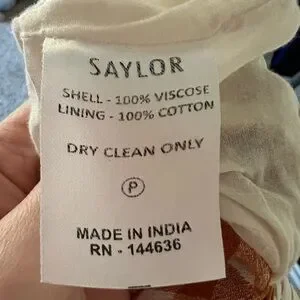 SAYLOR
SHELL - 100% VISCOSE
LINING - 100% COTTON
DRY CLEAN ONLY
P
MADE IN INDIA
RN - 144636